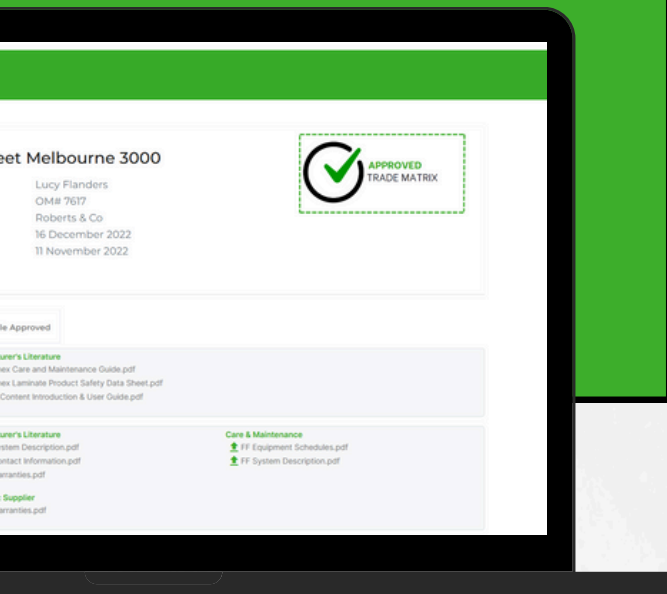 eet Melbourne 3000
Lucy Flanders
OM# 7617
Roberts & Co
16 December 2022
11 November 2022
APPROVED
TRADE MATRIX
le Approved
urer's Literature
ex Care and Maintenance Guide.pdf
ex Laminate Product Safety Data Sheet.pdf
Content Introduction & User Guide.pdf
urer's Literature
stem Description.pdf
ontact Information.pdf
arranties.pdf
Supplier
arranties.pdf
Care & Maintenance
FF Equipment Schedules.pdf
FF System Description.pdf